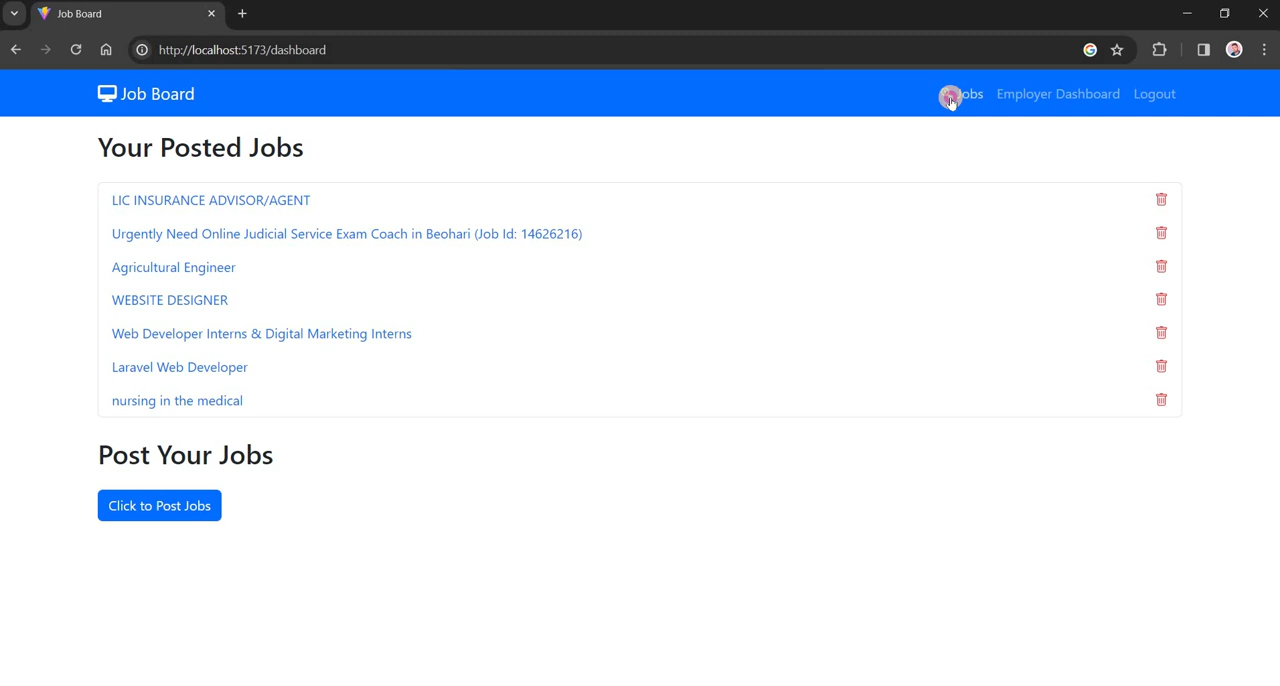 Job Board
http://localhost:5173/dashboard
Job Board
Employer Dashboard Logout
Your Posted Jobs
LIC INSURANCE ADVISOR/AGENT
Urgently Need Online Judicial Service Exam Coach in Beohari (Job Id: 14626216)
Agricultural Engineer
WEBSITE DESIGNER
Web Developer Interns & Digital Marketing Interns
Laravel Web Developer
nursing in the medical
Post Your Jobs
Click to Post Jobs